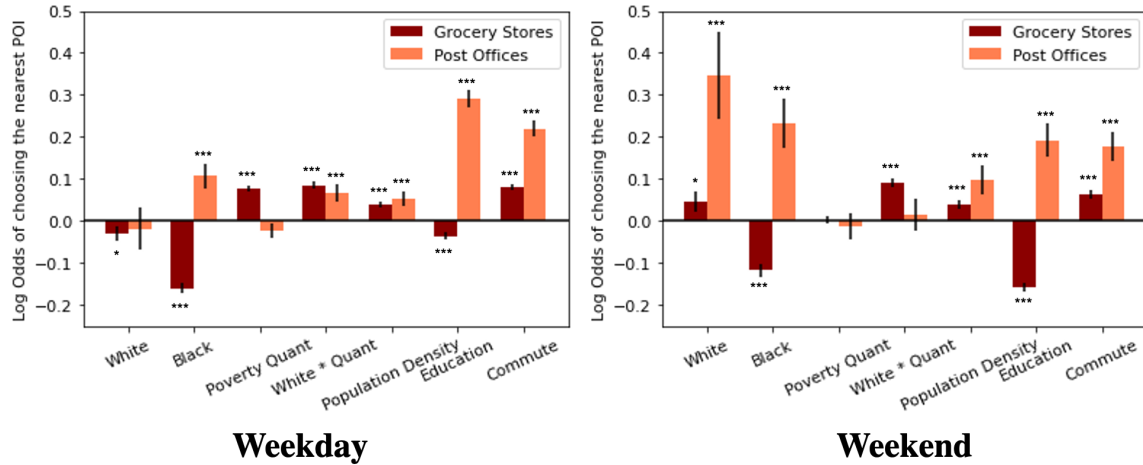 Log Odds of choosing the nearest POI
0.5
0.4
0.3
0.2
0.1
0.0
−0.1
−0.2
Grocery Stores
Post Offices
*
***
***
***
***
***
***
***
***
***
***
***
White
Black
Poverty Quant
White * Quant
Population Density
Education
Commute
Weekday
Log Odds of choosing the nearest POI
0.5
0.4
0.3
0.2
0.1
0.0
−0.1
−0.2
Grocery Stores
Post Offices
*
***
***
***
***
***
***
***
***
***
***
White
Black
Poverty Quant
White * Quant
Population Density
Education
Commute
Weekend